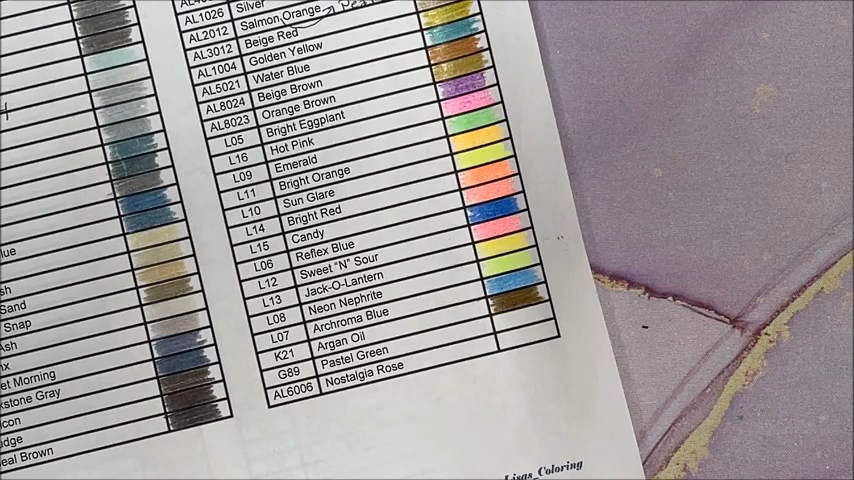 AL1026 Silver
AL2012 Salmon Orange
AL3012 Beige Red
AL1004 Golden Yellow
AL5021 Water Blue
AL8024 Beige Brown
AL8023 Orange Brown
L05 Bright Eggplant
L16 Hot Pink
L09 Emerald
L11 Bright Orange
L10 Sun Glare
L14 Bright Red
L15 Candy
L06 Reflex Blue
L12 Sweet "N" Sour
L13 Jack-O-Lantern
L08 Neon Nephrite
L07 Archroma Blue
K21 Argan Oil
G89 Pastel Green
AL6006 Nostalgia Rose
Sand
Snap
Ash
et Morning
kstone Gray
icon
udge
eal Brown
Lisas_Coloring